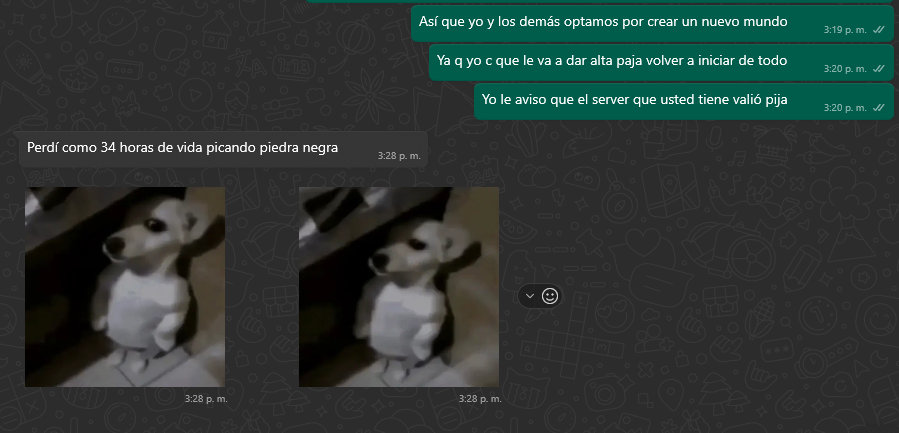 Así que yo y los demás optamos por crear un nuevo mundo
3:19 p. m.
Ya q yo c que le va a dar alta paja volver a iniciar de todo
3:20 p. m.
Yo le aviso que el server que usted tiene valió pija
3:20 p. m.
Perdí como 34 horas de vida picando piedra negra
3:28 p. m.
3:28 p. m.
3:28 p. m.